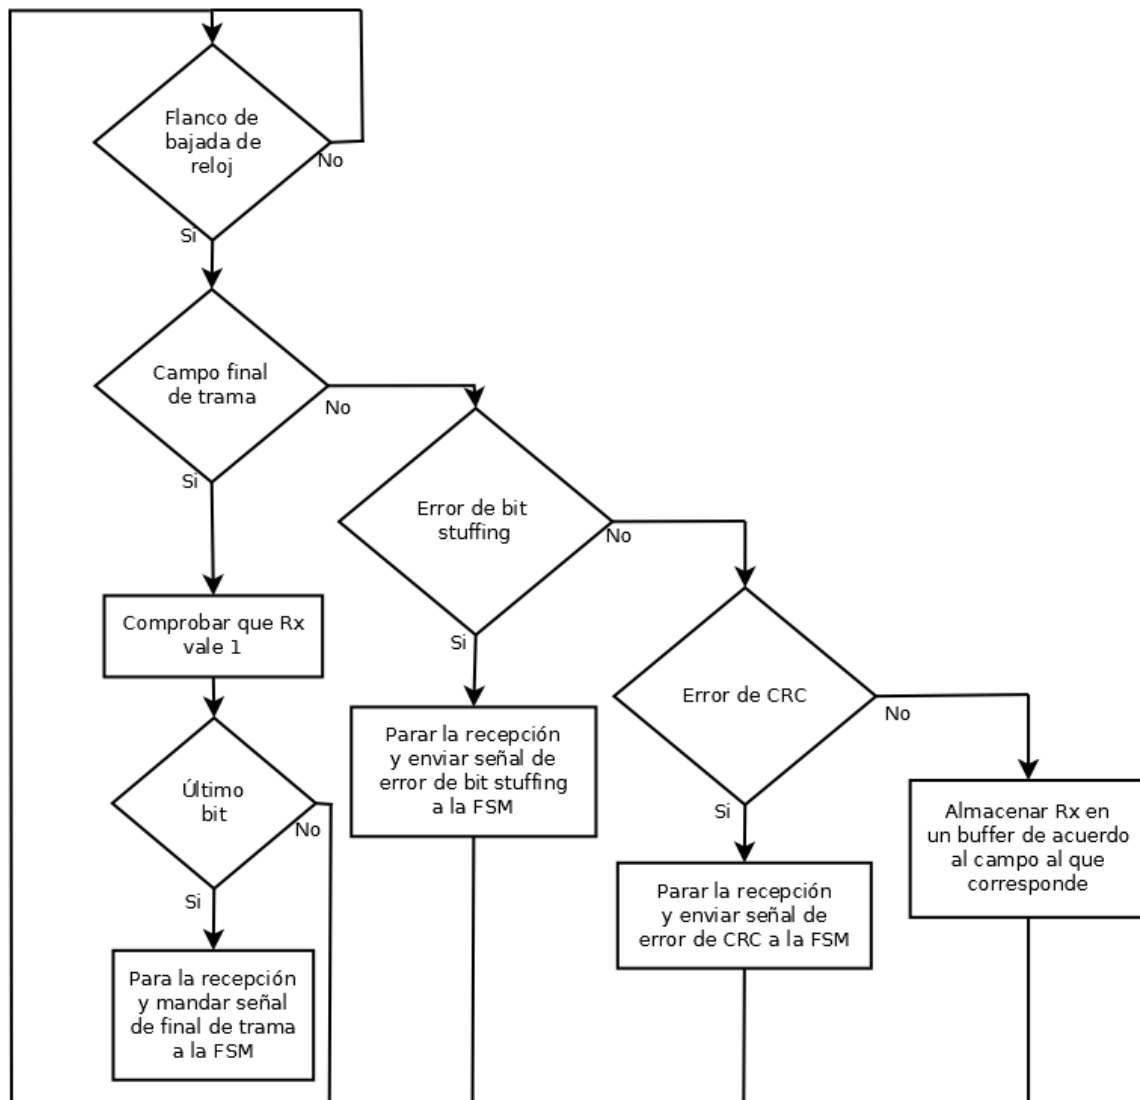 Flanco de
bajada de
reloj
No
Si
Campo final
de trama
No
Si
Error de bit
stuffing
No
Si
Comprobar que Rx
vale 1
Error de CRC
No
Si
Parar la recepción
y enviar señal de
error de bit stuffing
a la FSM
Último
bit
No
Si
Almacenar Rx en
un buffer de acuerdo
al campo al que
corresponde
Parar la recepción
y enviar señal de
error de CRC a la FSM
Para la recepción
y mandar señal
de final de trama
a la FSM